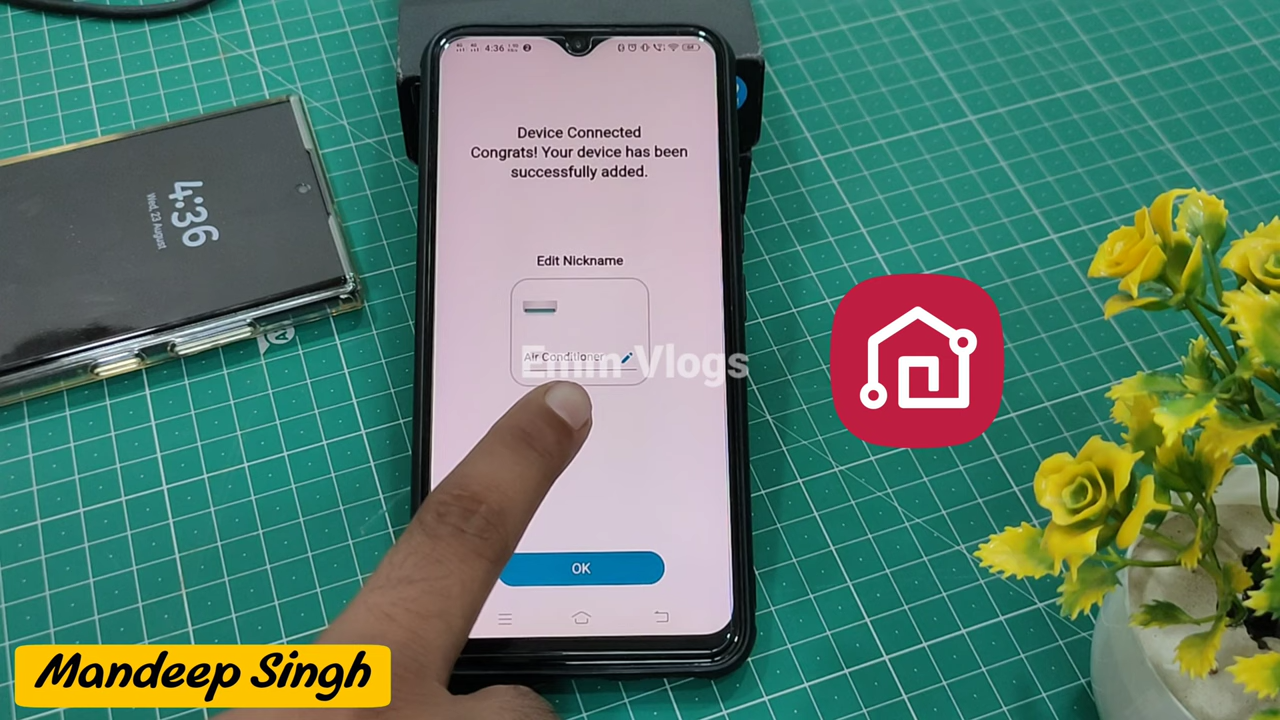 4:36
Wed, 23 August
4:36
Device Connected
Congrats! Your device has been
successfully added.
Edit Nickname
Air Conditioner
Emm Vlogs
OK
Mandeep Singh